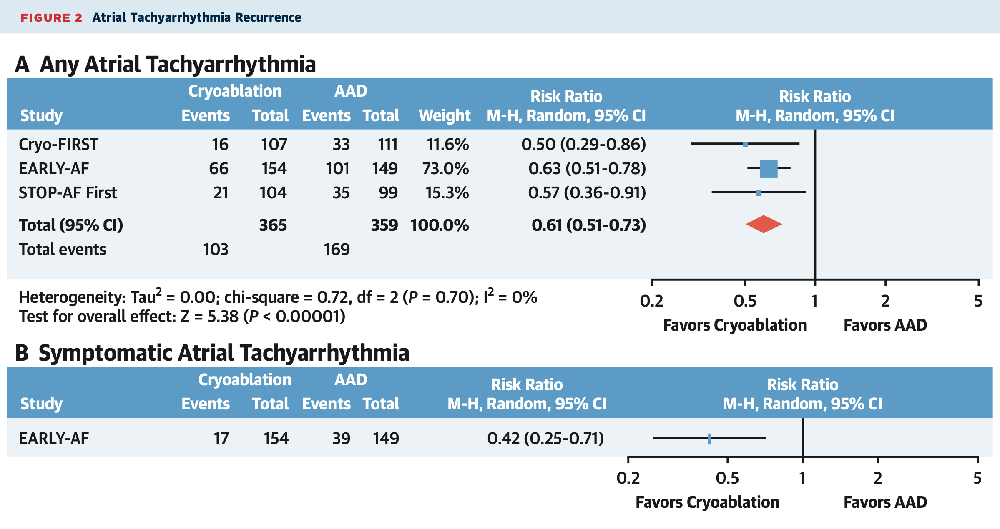 FIGURE 2 Atrial Tachyarrhythmia Recurrence
A Any Atrial Tachyarrhythmia
Cryoablation AAD Risk Ratio Risk Ratio
Study Events Total Events Total Weight M-H, Random, 95% CI M-H, Random, 95% CI
Cryo-FIRST 16 107 33 111 11.6% 0.50 (0.29-0.86)
EARLY-AF 66 154 101 149 73.0% 0.63 (0.51-0.78)
STOP-AF First 21 104 35 99 15.3% 0.57 (0.36-0.91)
Total (95% CI) 365 359 100.0% 0.61 (0.51-0.73)
Total events 103 169
Heterogeneity: Tau² = 0.00; chi-square = 0.72, df = 2 (P = 0.70); I² = 0%
Test for overall effect: Z = 5.38 (P < 0.00001)
0.2 0.5 1 2 5
Favors Cryoablation Favors AAD
B Symptomatic Atrial Tachyarrhythmia
Cryoablation AAD Risk Ratio Risk Ratio
Study Events Total Events Total M-H, Random, 95% CI M-H, Random, 95% CI
EARLY-AF 17 154 39 149 0.42 (0.25-0.71)
0.2 0.5 1 2 5
Favors Cryoablation Favors AAD